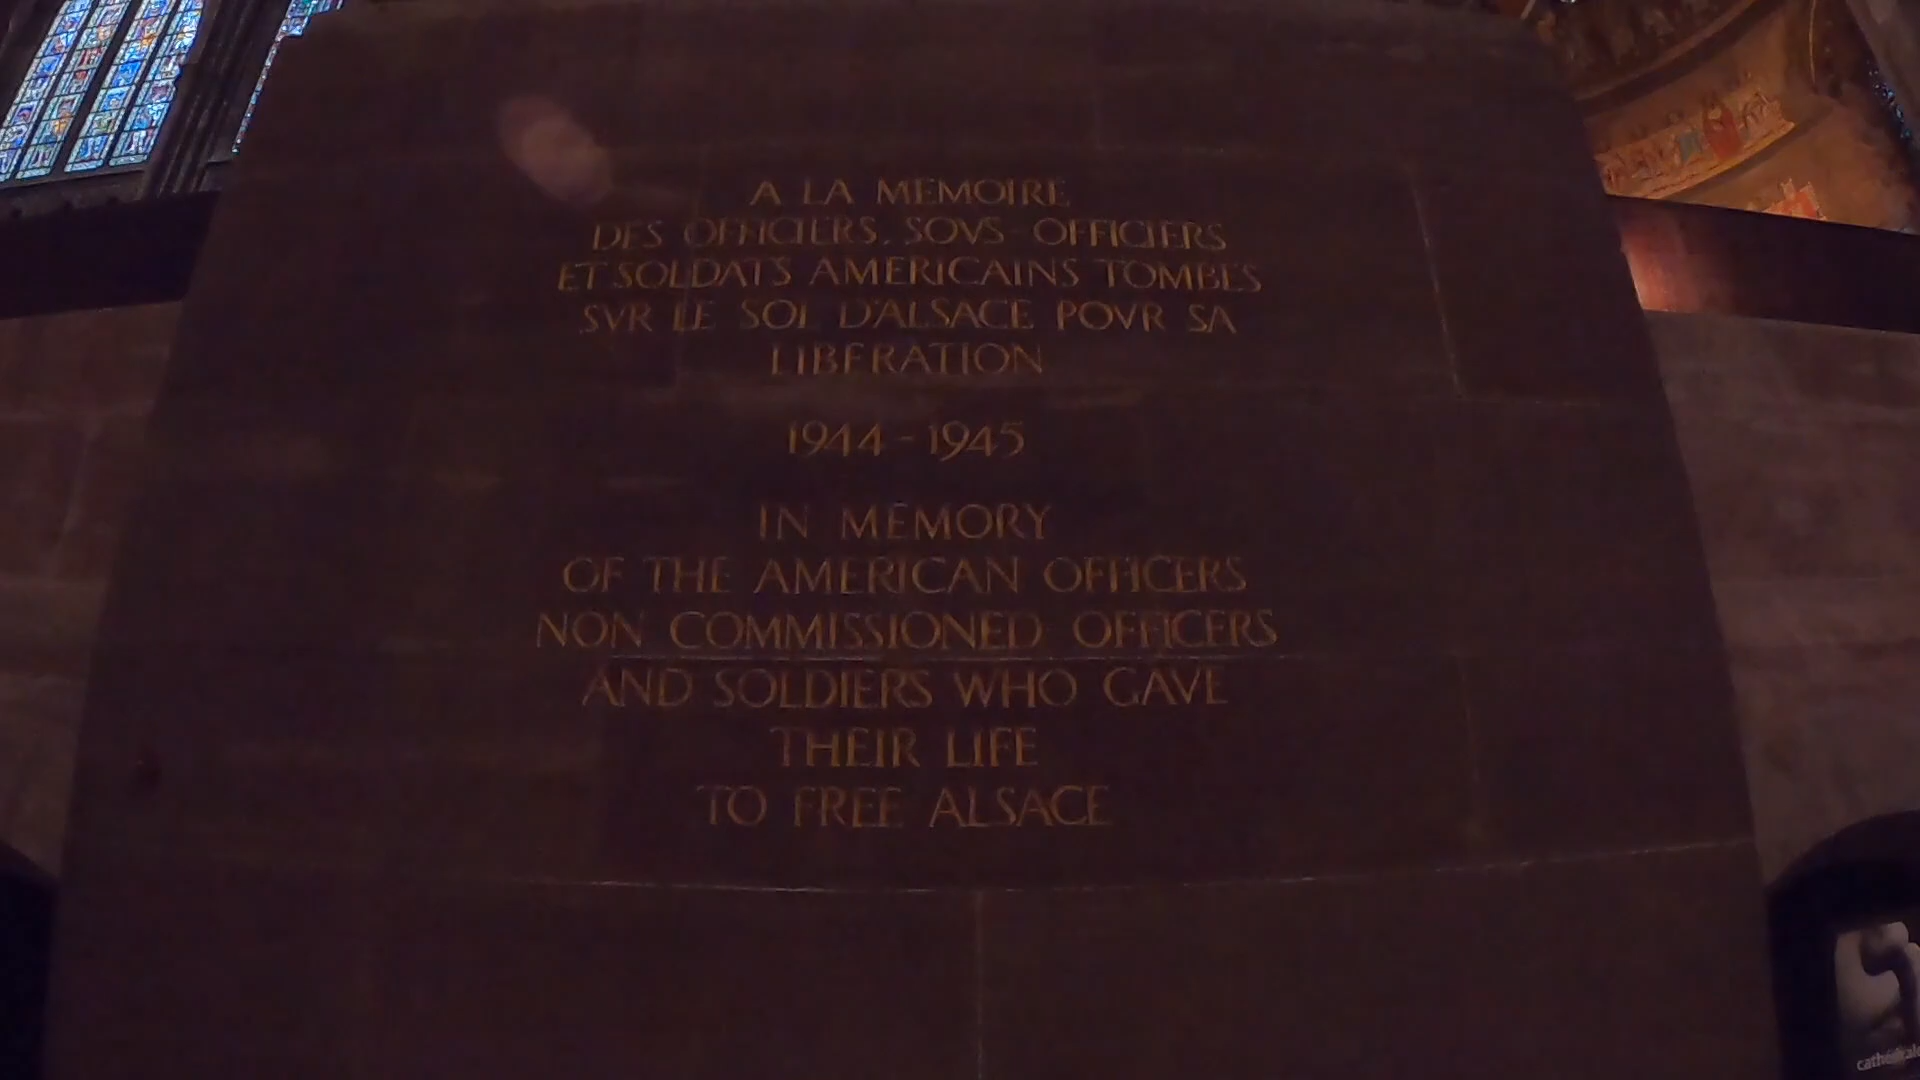 A LA MEMOIRE
DES OFFICIERS. SOVS-OFFICIERS
ET SOLDATS AMERICAINS TOMBES
SVR LE SOL D'ALSACE POVR SA
LIBERATION
1944-1945
IN MEMORY
OF THE AMERICAN OFFICERS
NON COMMISSIONED OFFICERS
AND SOLDIERS WHO GAVE
THEIR LIFE
TO FREE ALSACE